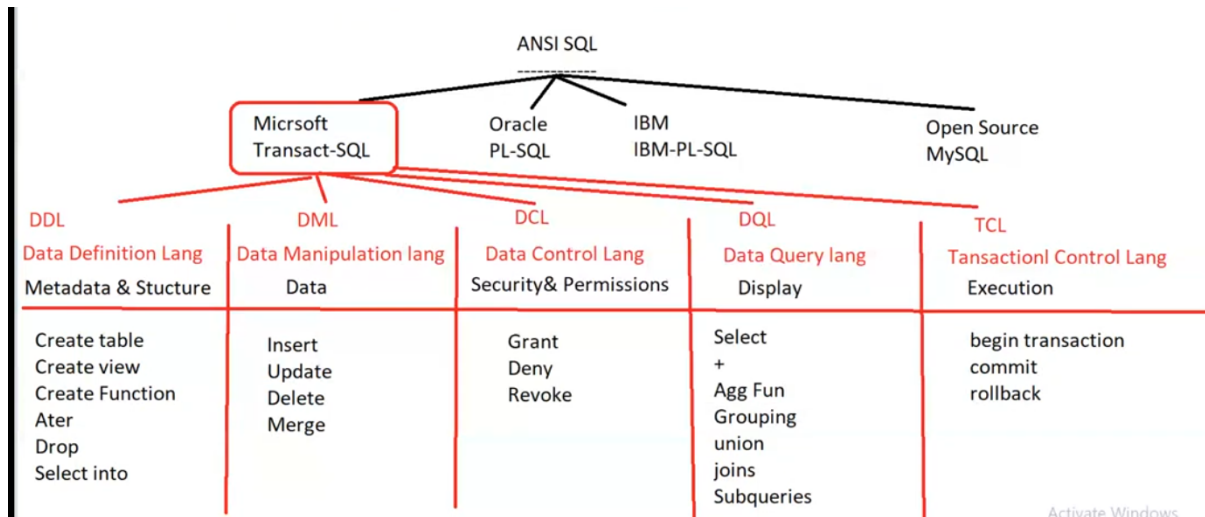 ANSI SQL
Micrsoft
Transact-SQL
Oracle
PL-SQL
IBM
IBM-PL-SQL
Open Source
MySQL
DDL
Data Definition Lang
Metadata & Stucture
Create table
Create view
Create Function
Ater
Drop
Select into
DML
Data Manipulation lang
Data
Insert
Update
Delete
Merge
DCL
Data Control Lang
Security& Permissions
Grant
Deny
Revoke
DQL
Data Query lang
Display
Select
+
Agg Fun
Grouping
union
joins
Subqueries
TCL
Tansactionl Control Lang
Execution
begin transaction
commit
rollback
Activate Windows